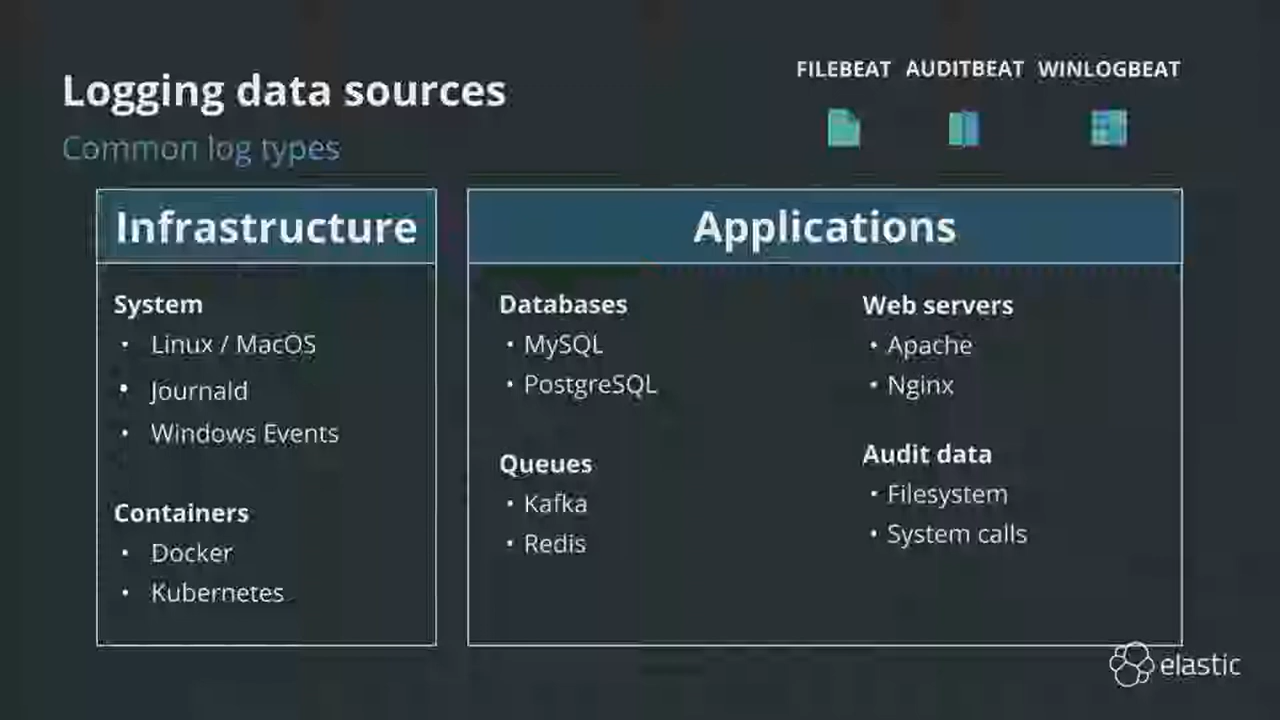 Logging data sources
Common log types
FILEBEAT AUDITBEAT WINLOGBEAT
Infrastructure
System
• Linux / MacOS
• Journald
• Windows Events
Containers
• Docker
• Kubernetes
Applications
Databases
• MySQL
• PostgreSQL
Queues
• Kafka
• Redis
Web servers
• Apache
• Nginx
Audit data
• Filesystem
• System calls
elastic